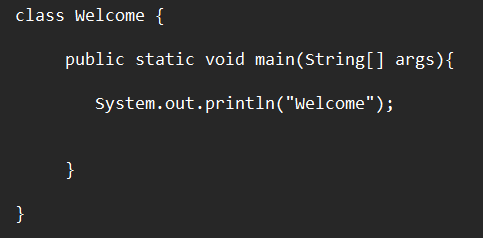 class Welcome {
public static void main(String[] args){
System.out.println("Welcome");
}
}